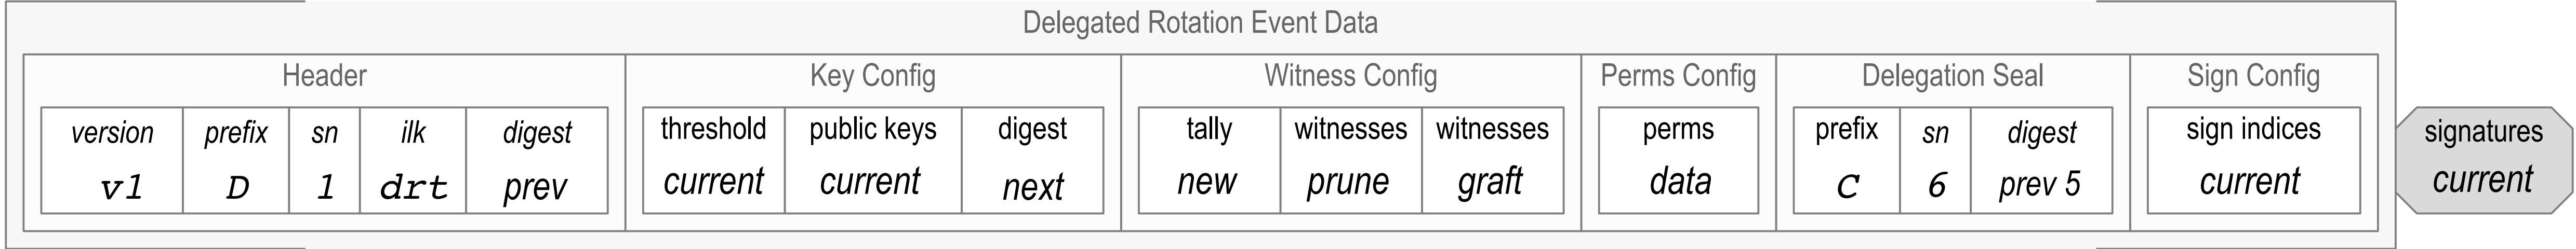 Delegated Rotation Event Data
Header Key Config Witness Config Perms Config Delegation Seal Sign Config
version prefix sn ilk digest threshold public keys digest tally witnesses witnesses perms prefix sn digest sign indices signatures
v1 D 1 drt prev current current next new prune graft data C 6 prev 5 current current